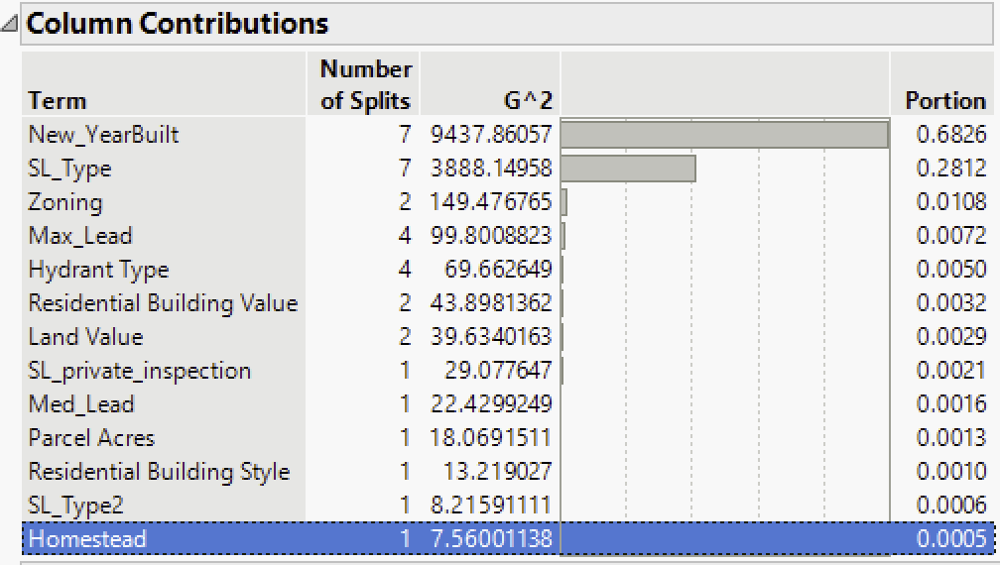 Column Contributions
Term Number of Splits G^2 Portion
New_YearBuilt 7 9437.86057 0.6826
SL_Type 7 3888.14958 0.2812
Zoning 2 149.476765 0.0108
Max_Lead 4 99.8008823 0.0072
Hydrant Type 4 69.662649 0.0050
Residential Building Value 2 43.8981362 0.0032
Land Value 2 39.6340163 0.0029
SL_private_inspection 1 29.077647 0.0021
Med_Lead 1 22.4299249 0.0016
Parcel Acres 1 18.0691511 0.0013
Residential Building Style 1 13.219027 0.0010
SL_Type2 1 8.21591111 0.0006
Homestead 1 7.56001138 0.0005